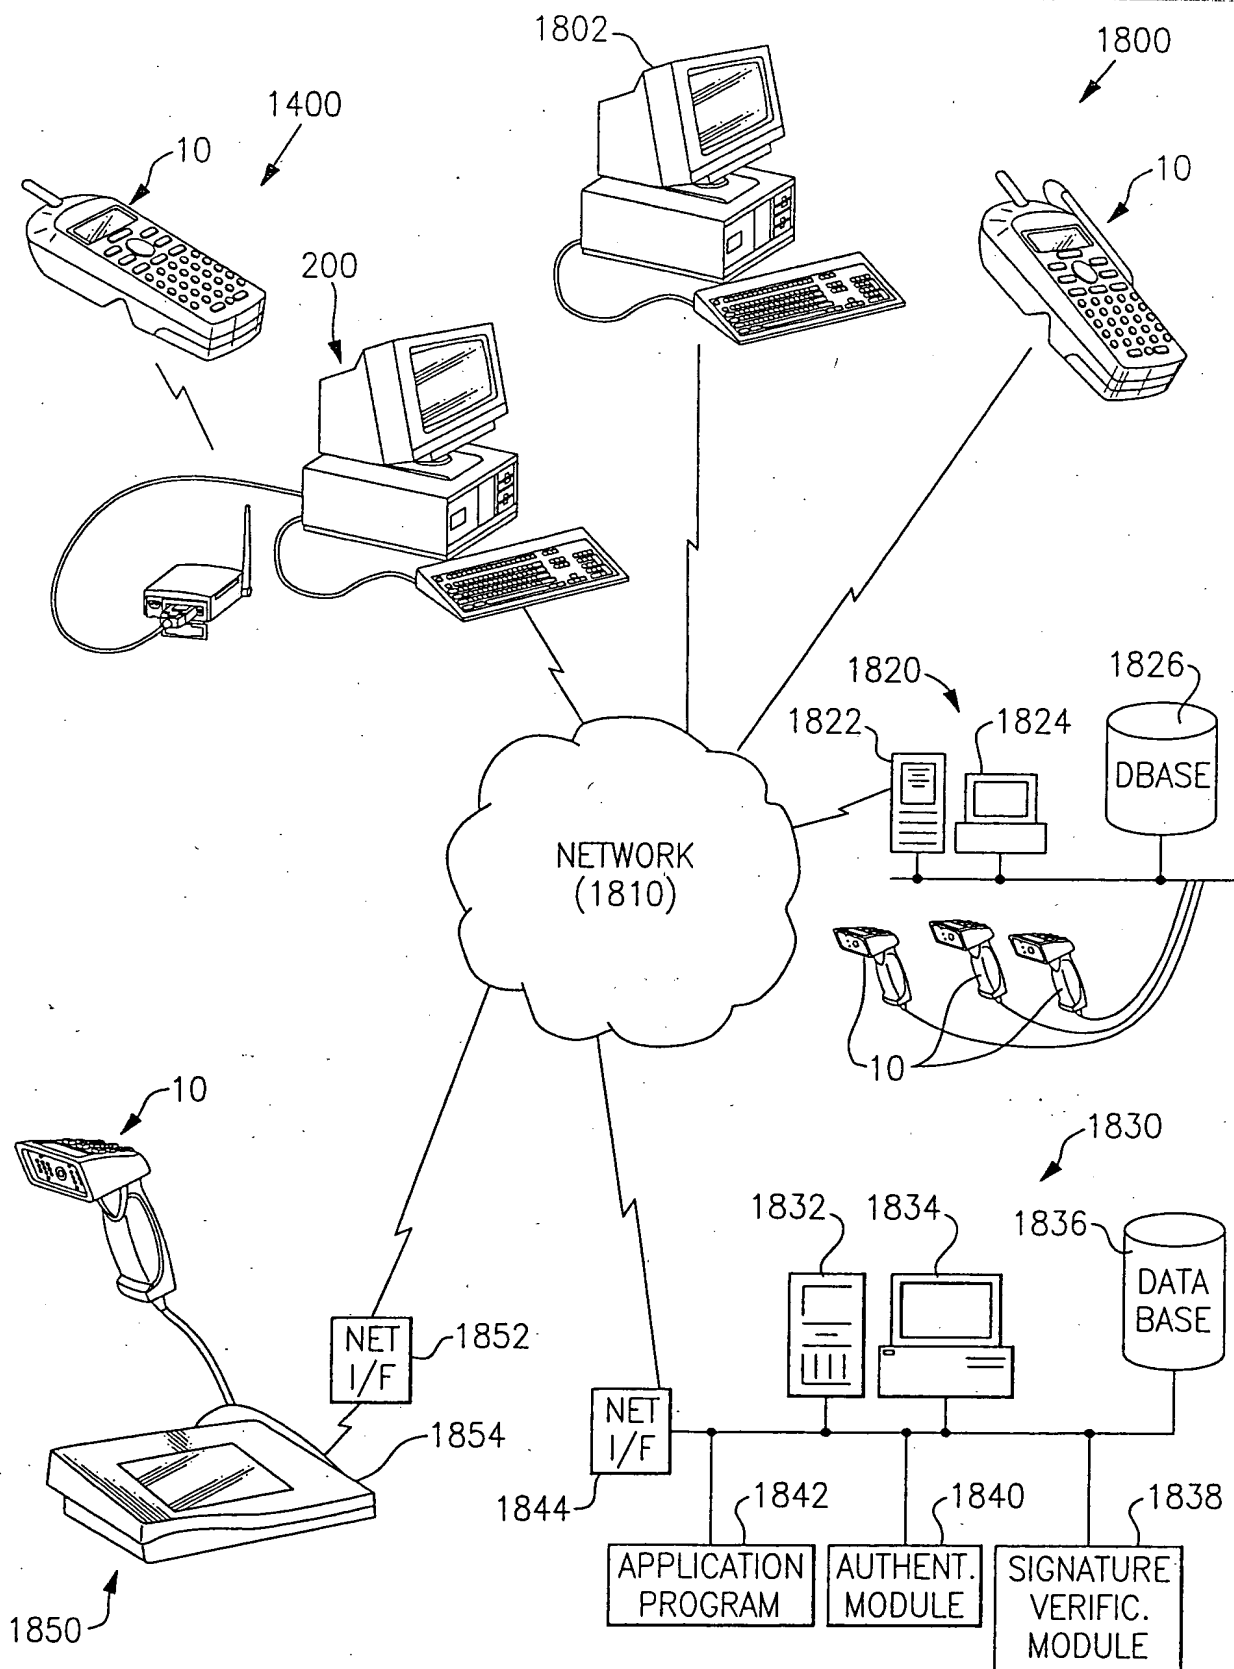 1802
1800
1400
10
10
200
1820
1826
1822
1824
DBASE
NETWORK
(1810)
10
10
1830
1832
1834
1836
DATA
BASE
NET
I/F
1852
NET
I/F
1854
1844
1842
1840
1838
APPLICATION
PROGRAM
AUTHENT.
MODULE
SIGNATURE
VERIFIC.
MODULE
1850